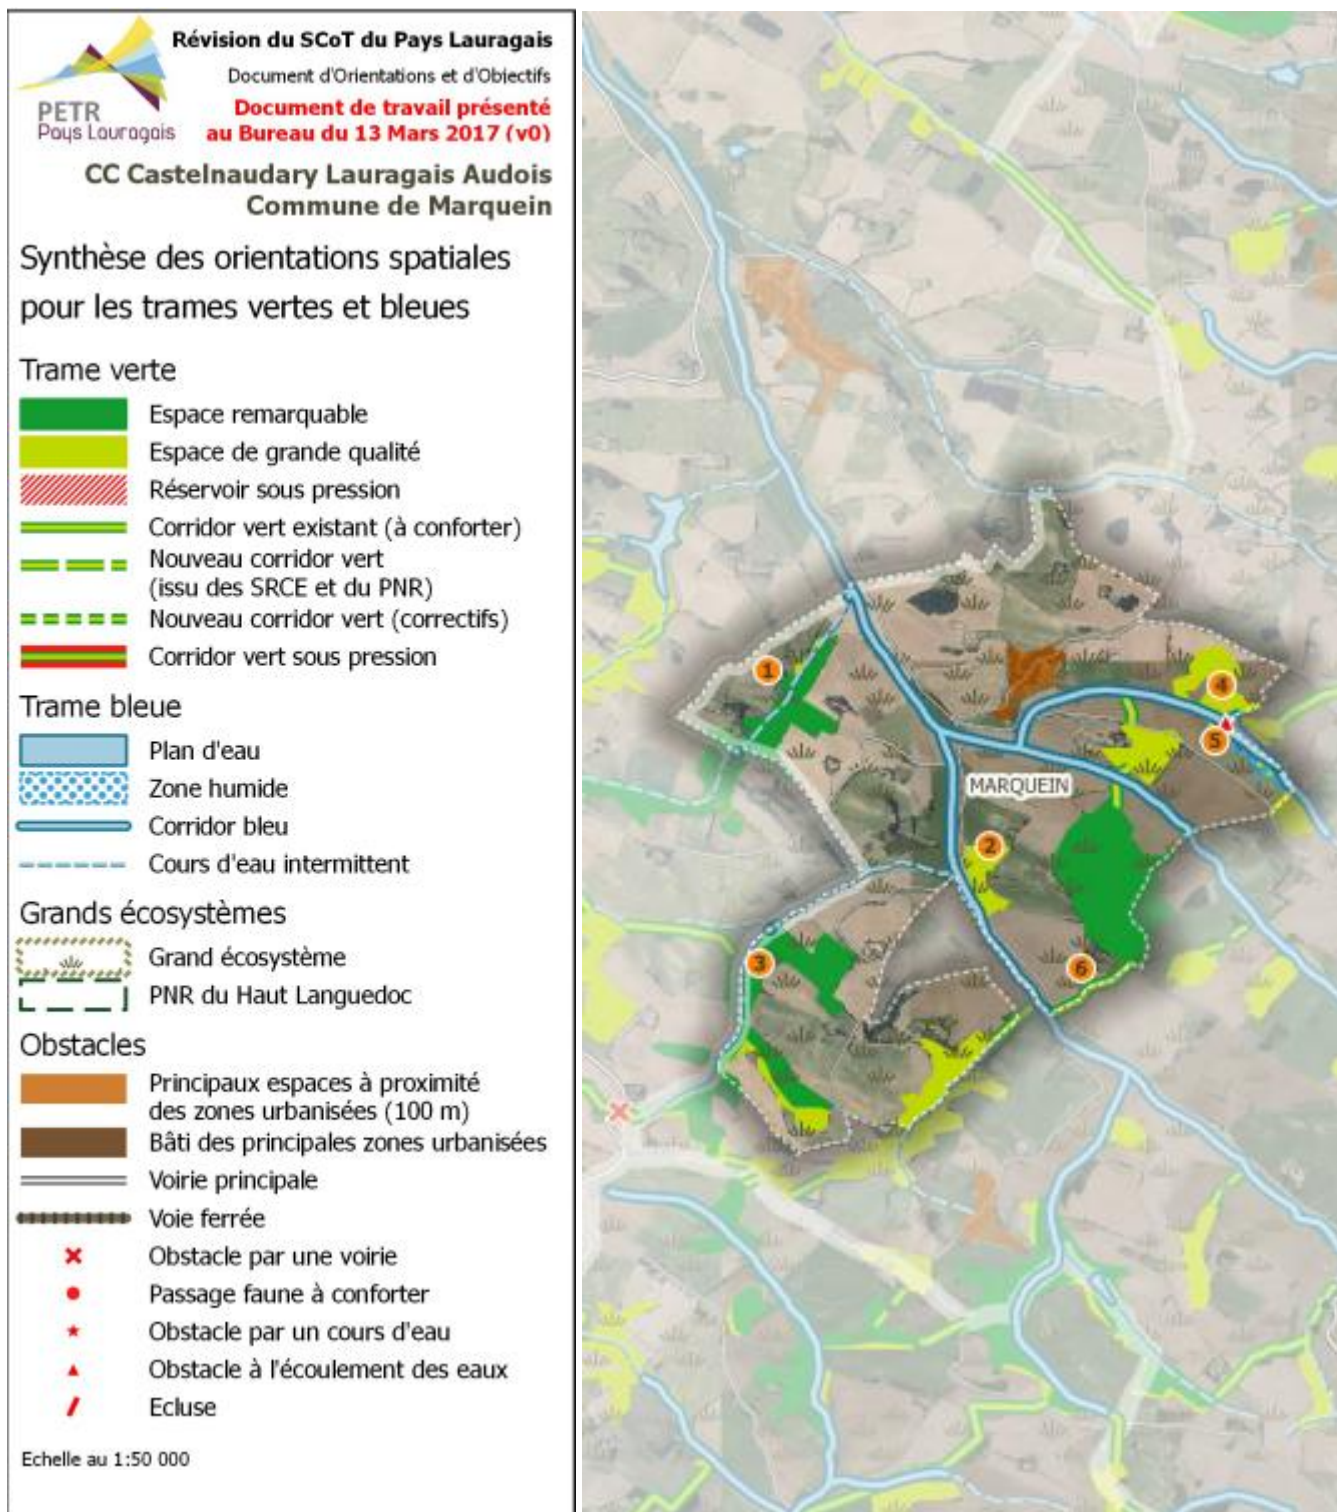 PETR
Pays Lauragais
Révision du SCoT du Pays Lauragais
Document d'Orientations et d'Objectifs
Document de travail présenté
au Bureau du 13 Mars 2017 (v0)
CC Castelnaudary Lauragais Audois
Commune de Marquein
Synthèse des orientations spatiales
pour les trames vertes et bleues
Trame verte
Espace remarquable
Espace de grande qualité
Réservoir sous pression
Corridor vert existant (à conforter)
Nouveau corridor vert
(issu des SRCE et du PNR)
Nouveau corridor vert (correctifs)
Corridor vert sous pression
Trame bleue
Plan d'eau
Zone humide
Corridor bleu
Cours d'eau intermittent
Grands écosystèmes
Grand écosystème
PNR du Haut Languedoc
Obstacles
Principaux espaces à proximité
des zones urbanisées (100 m)
Bâti des principales zones urbanisées
Voirie principale
Voie ferrée
Obstacle par une voirie
Passage faune à conforter
Obstacle par un cours d'eau
Obstacle à l'écoulement des eaux
Ecluse
Echelle au 1:50 000
1
4
5
MARQUEIN
2
3
6